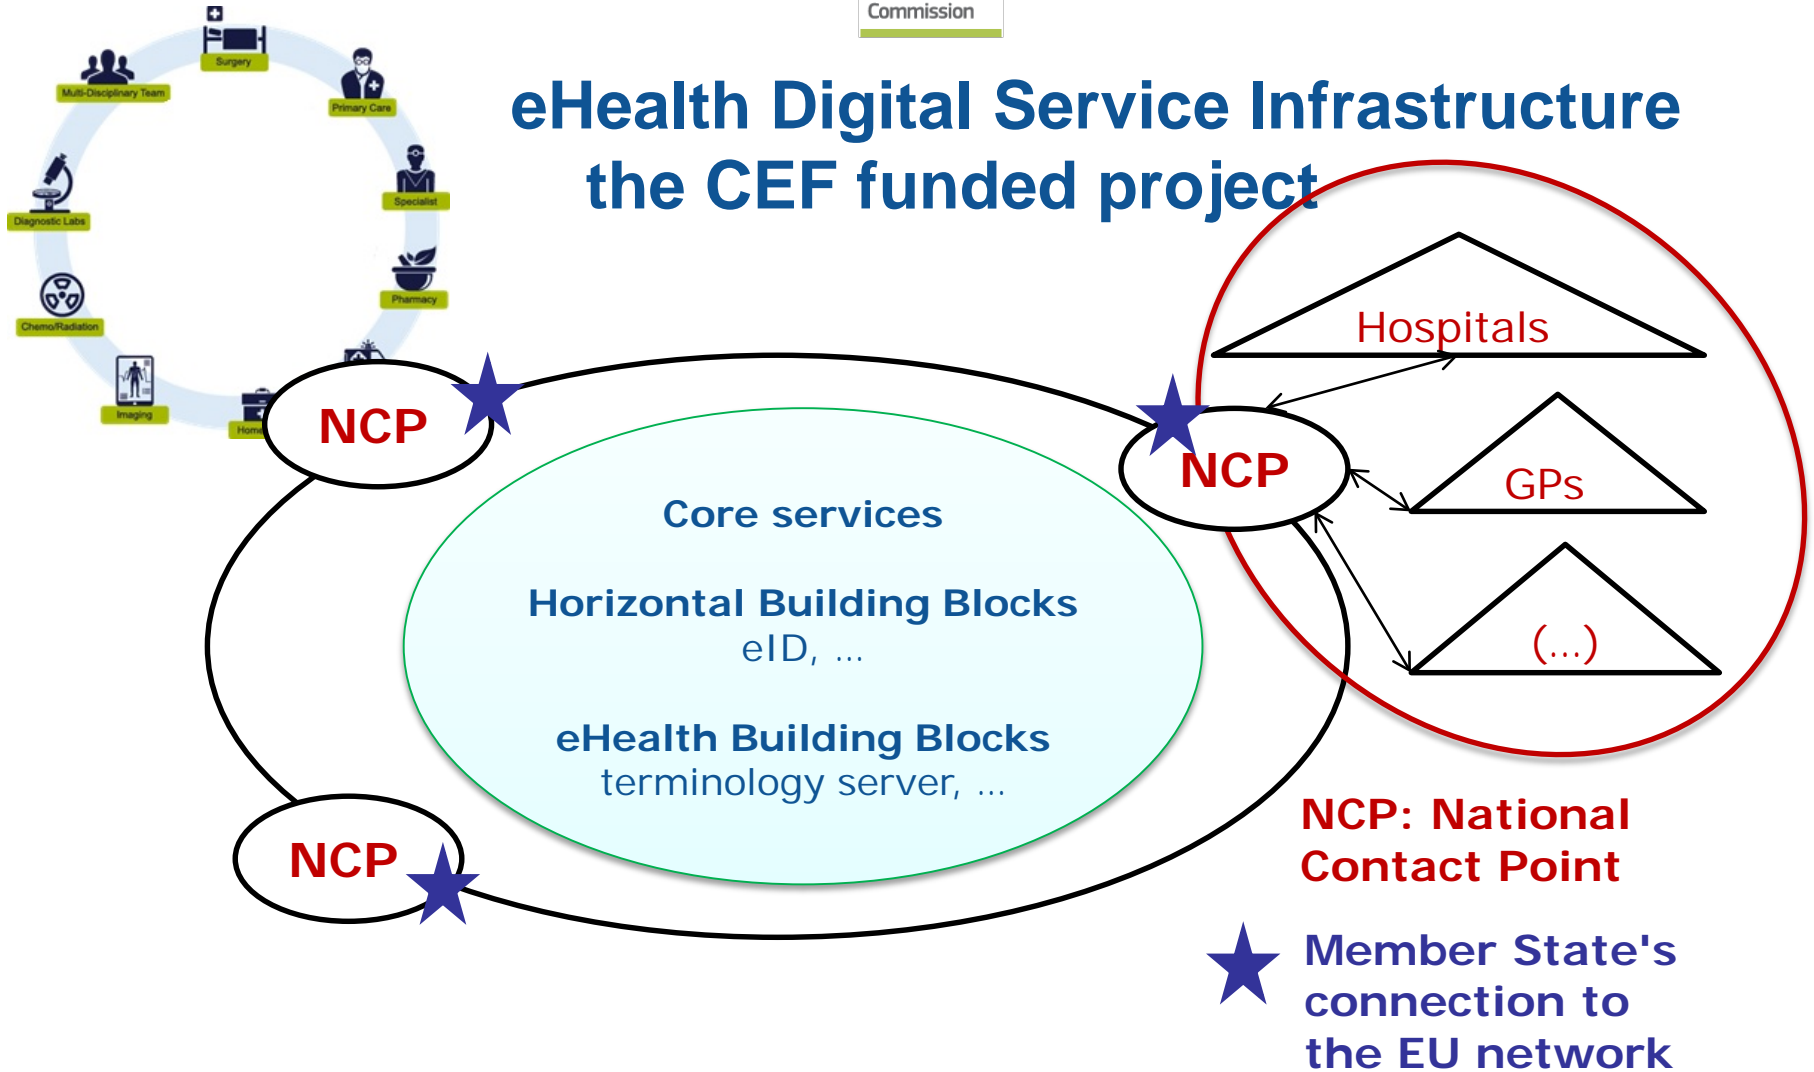 Commission
eHealth Digital Service Infrastructure
the CEF funded project
Surgery
Multi-Disciplinary Team
Primary Care
Diagnostic Labs
Specialist
Pharmacy
Chemo/Radiation
Imaging
Home
Hospitals
NCP
NCP
GPs
Core services
Horizontal Building Blocks
eID, ...
(...)
eHealth Building Blocks
terminology server, ...
NCP
NCP: National
Contact Point
Member State's
connection to
the EU network